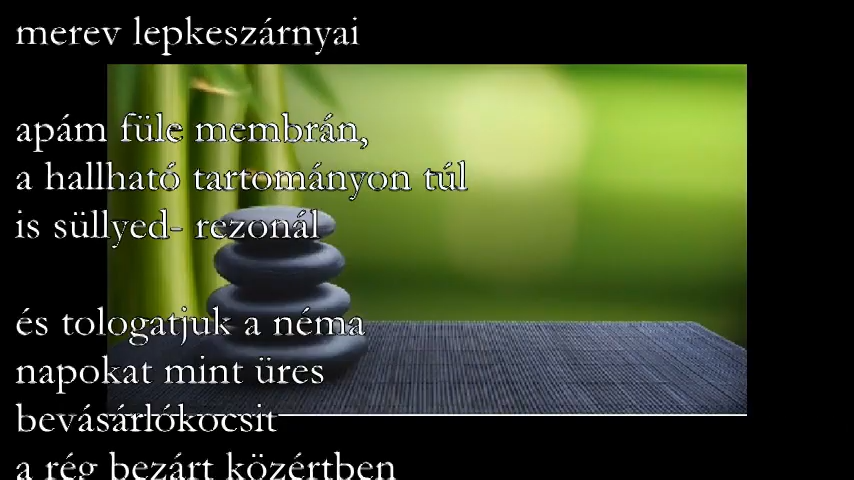 merev lepkeszárnyai
apám füle membrán,
a hallható tartományon túl
is süllyed- rezonál
és tologatjuk a néma
napokat mint üres
bevásárlókocsit
a rég bezárt közértben